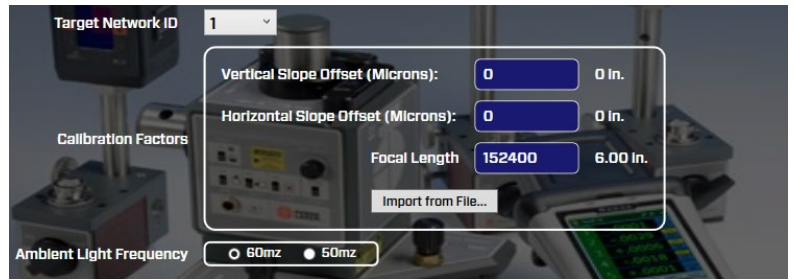 Target Network ID 1
Vertical Slope Offset (Microns): 0 0 In.
Horizontal Slope Offset (Microns): 0 0 In.
Calibration Factors
Focal Length 152400 6.00 In.
Import from File...
Ambient Light Frequency 60mz 50mz